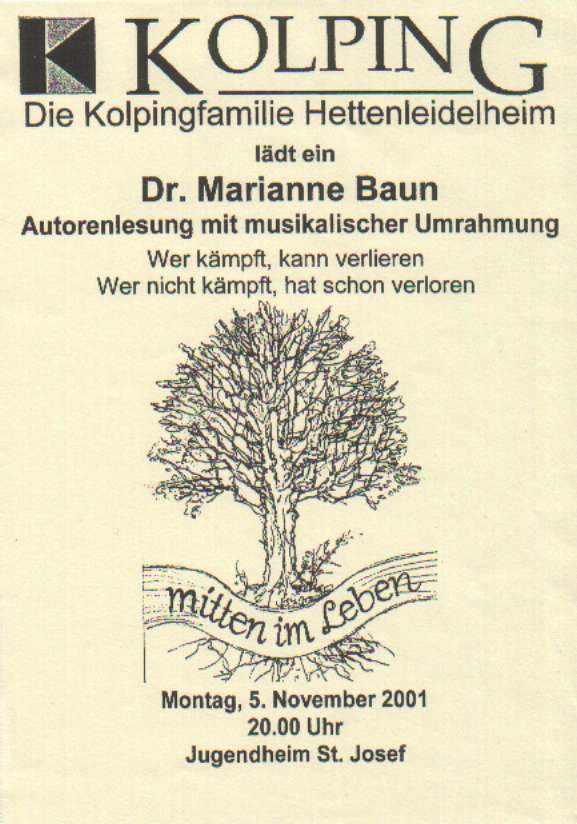 KOLPING
Die Kolpingfamilie Hettenleidelheim
lädt ein
Dr. Marianne Baun
Autorenlesung mit musikalischer Umrahmung
Wer kämpft, kann verlieren
Wer nicht kämpft, hat schon verloren
mitten im Leben
Montag, 5. November 2001
20.00 Uhr
Jugendheim St. Josef